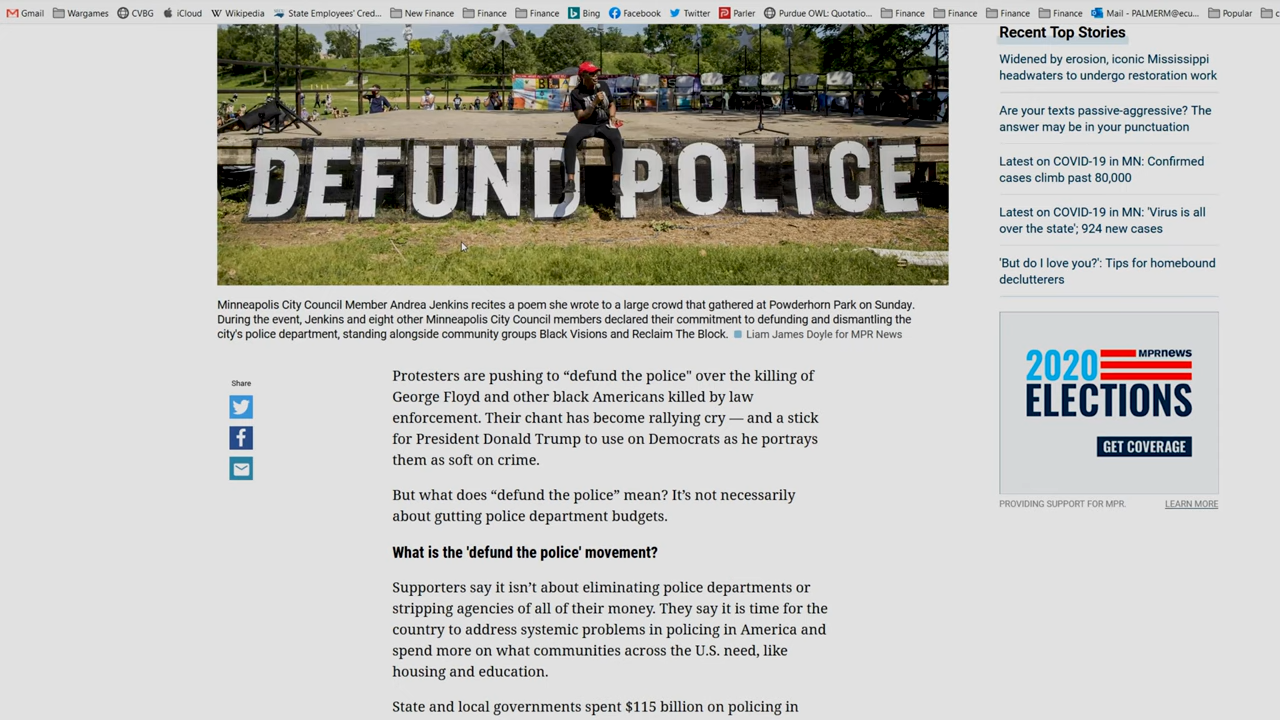 Gmail Wargames CVBG iCloud Wikipedia State Employees' Cred... New Finance Finance Finance Bing Facebook Twitter Parler Purdue OWL: Quotatio... Finance Finance Finance Finance Mail - PALMERM@ecu... Popular
DEFUND POLICE
Minneapolis City Council Member Andrea Jenkins recites a poem she wrote to a large crowd that gathered at Powderhorn Park on Sunday.
During the event, Jenkins and eight other Minneapolis City Council members declared their commitment to defunding and dismantling the
city's police department, standing alongside community groups Black Visions and Reclaim The Block. Liam James Doyle for MPR News
Share
Protesters are pushing to “defund the police" over the killing of
George Floyd and other black Americans killed by law
enforcement. Their chant has become rallying cry — and a stick
for President Donald Trump to use on Democrats as he portrays
them as soft on crime.
But what does “defund the police” mean? It’s not necessarily
about gutting police department budgets.
What is the 'defund the police' movement?
Supporters say it isn’t about eliminating police departments or
stripping agencies of all of their money. They say it is time for the
country to address systemic problems in policing in America and
spend more on what communities across the U.S. need, like
housing and education.
State and local governments spent $115 billion on policing in
Recent Top Stories
Widened by erosion, iconic Mississippi
headwaters to undergo restoration work
Are your texts passive-aggressive? The
answer may be in your punctuation
Latest on COVID-19 in MN: Confirmed
cases climb past 80,000
Latest on COVID-19 in MN: 'Virus is all
over the state'; 924 new cases
'But do I love you?': Tips for homebound
declutterers
2020 MPRnews
ELECTIONS
GET COVERAGE
PROVIDING SUPPORT FOR MPR. LEARN MORE